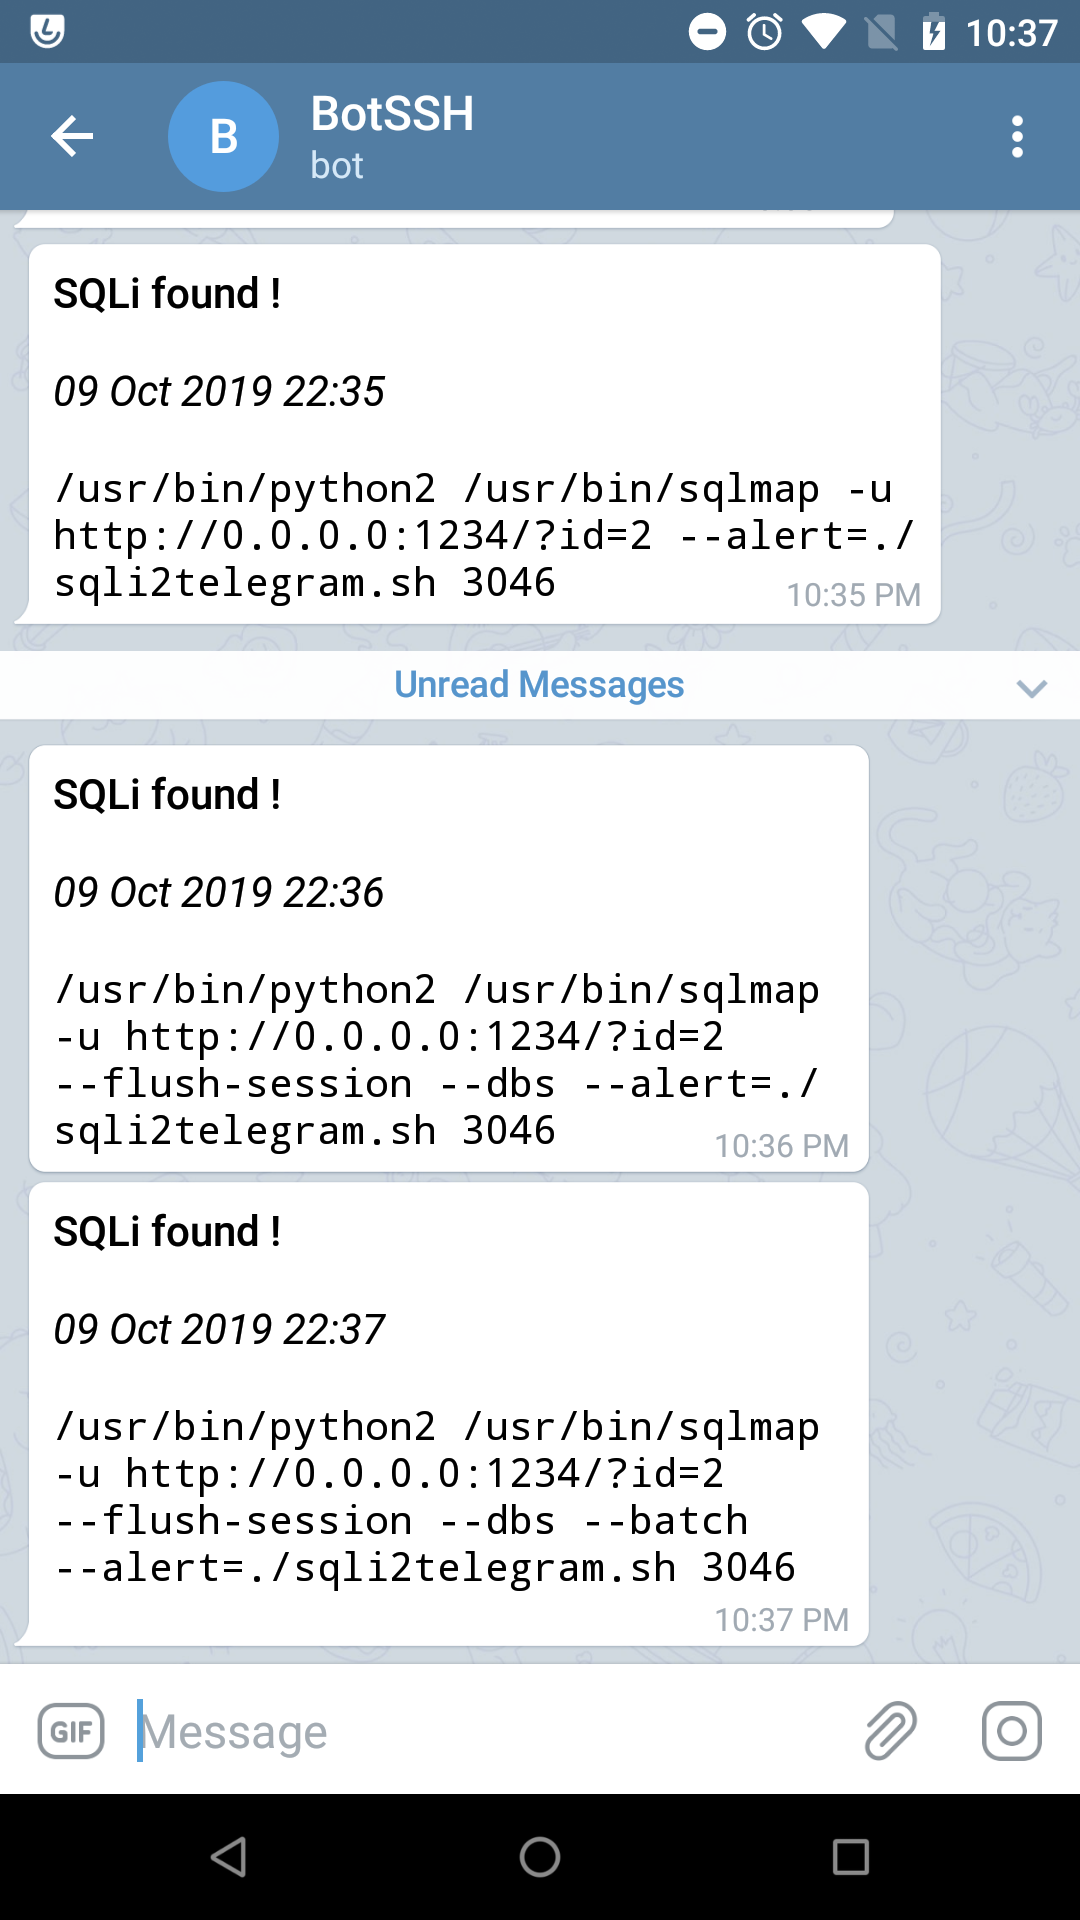 10:37
B
BotSSH
bot
SQLi found !
09 Oct 2019 22:35
/usr/bin/python2 /usr/bin/sqlmap -u
http://0.0.0.0:1234/?id=2 --alert=./
sqli2telegram.sh 3046
10:35 PM
Unread Messages
SQLi found !
09 Oct 2019 22:36
/usr/bin/python2 /usr/bin/sqlmap
-u http://0.0.0.0:1234/?id=2
--flush-session --dbs --alert=./
sqli2telegram.sh 3046
10:36 PM
SQLi found !
09 Oct 2019 22:37
/usr/bin/python2 /usr/bin/sqlmap
-u http://0.0.0.0:1234/?id=2
--flush-session --dbs --batch
--alert=./sqli2telegram.sh 3046
10:37 PM
GIF
Message